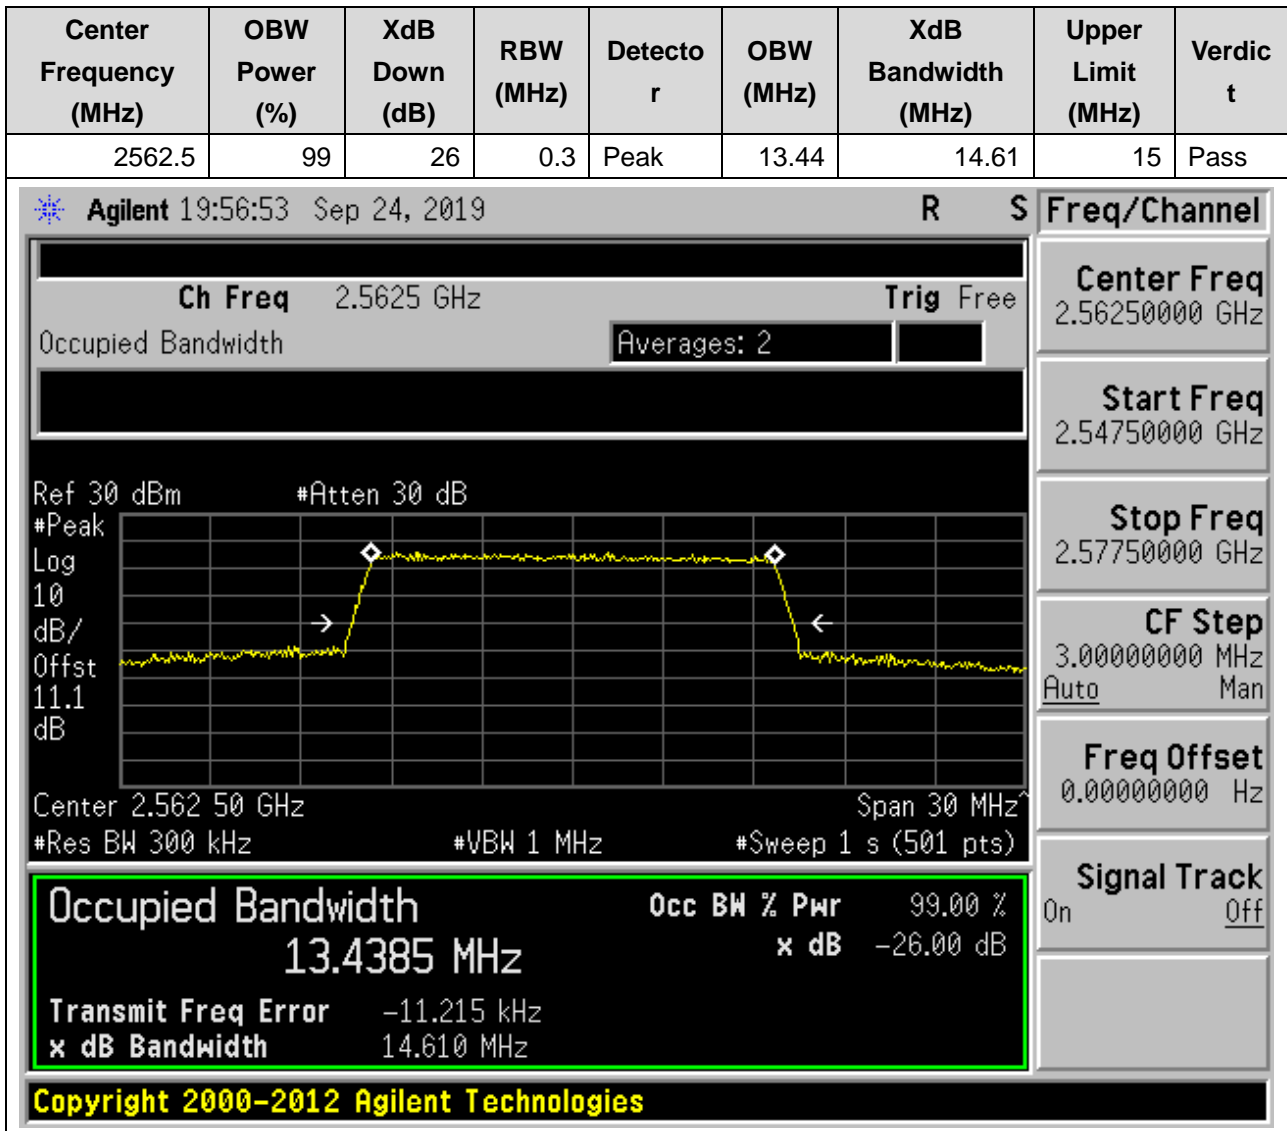 Center Frequency (MHz) OBW Power (%) XdB Down (dB) RBW (MHz) Detecto r OBW (MHz) XdB Bandwidth (MHz) Upper Limit (MHz) Verdic t
2562.5 99 26 0.3 Peak 13.44 14.61 15 Pass
Agilent 19:56:53 Sep 24, 2019 R S
Ch Freq 2.5625 GHz Trig Free
Occupied Bandwidth Averages: 2
Ref 30 dBm #Atten 30 dB
#Peak
Log
10
dB/
Offst
11.1
dB
Center 2.562 50 GHz Span 30 MHz^
#Res BW 300 kHz #VBW 1 MHz #Sweep 1 s (501 pts)
Occupied Bandwidth Occ BW % Pwr 99.00 %
13.4385 MHz x dB -26.00 dB
Transmit Freq Error -11.215 kHz
x dB Bandwidth 14.610 MHz
Freq/Channel
Center Freq
2.56250000 GHz
Start Freq
2.54750000 GHz
Stop Freq
2.57750000 GHz
CF Step
3.00000000 MHz
Auto Man
Freq Offset
0.00000000 Hz
Signal Track
On Off
Copyright 2000-2012 Agilent Technologies